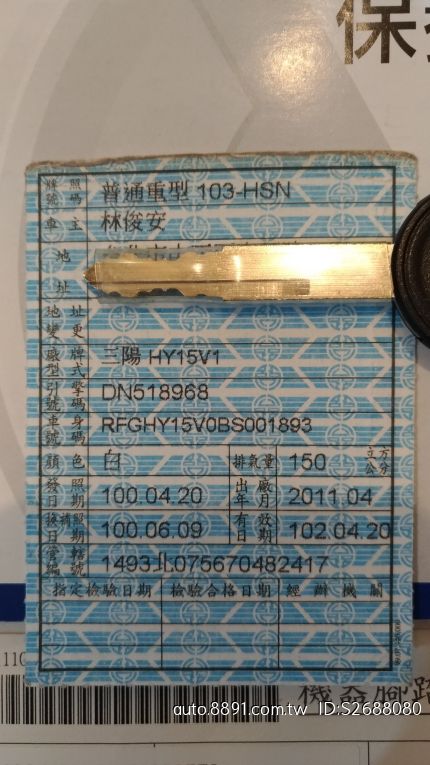 保
牌照號碼 普通重型 103-HSN
車主 林俊安
地址
地址變更
廠牌型式 三陽 HY15V1
引擎號碼 DN518968
車身號碼 RFGHY15V0BS001893
顏色 白 排氣量 150 立方公分
發照日期 100.04.20 出廠年月 2011.04
換補照日期 100.06.09 有效日期 102.04.20
管轄編號 1493北075670482417
指定檢驗日期 檢驗合格日期 經辦機關
110
機發腳踏
auto.8891.com.tw ID:S2688080